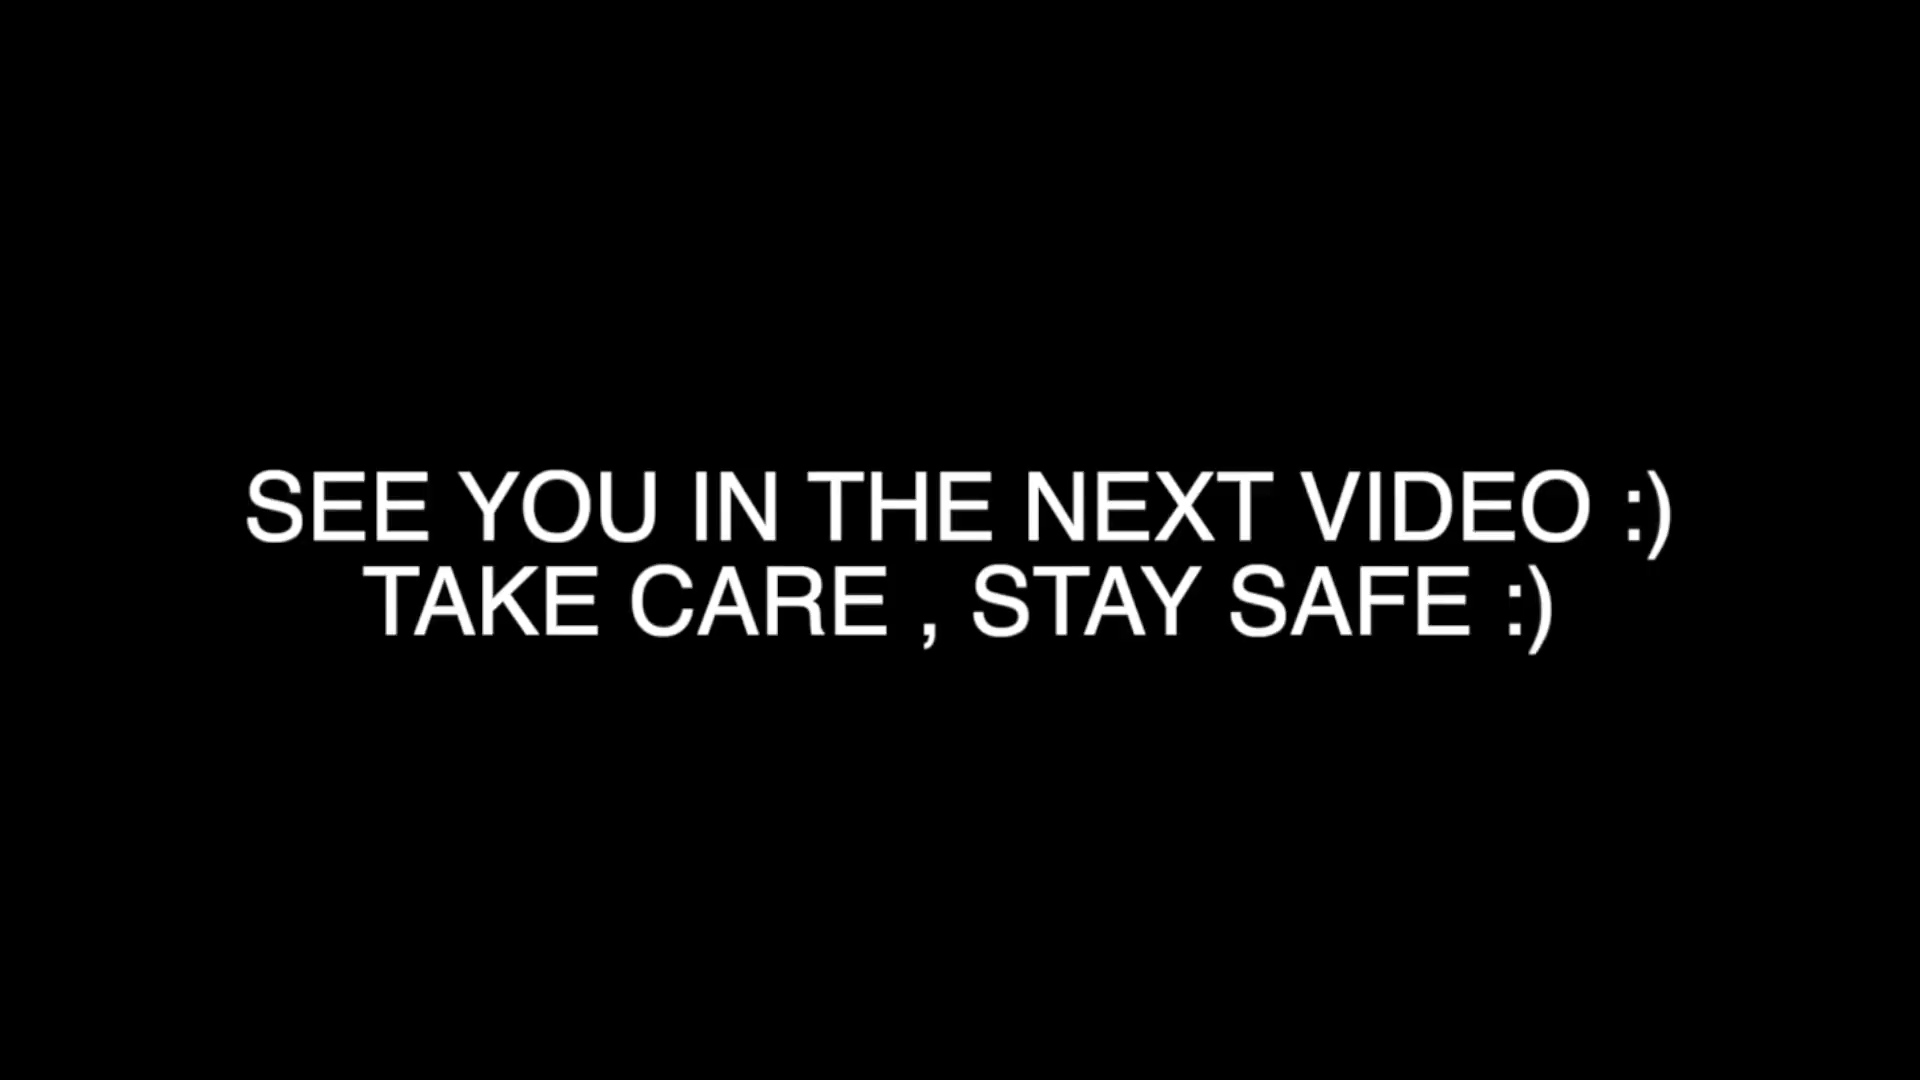 SEE YOU IN THE NEXT VIDEO :)
TAKE CARE , STAY SAFE :)